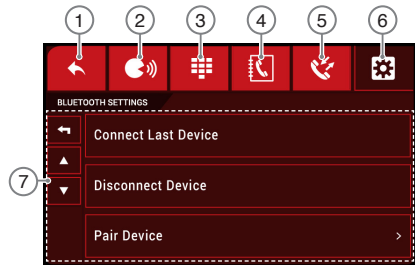 1 2 3 4 5 6
BLUETOOTH SETTINGS
Connect Last Device
7
Disconnect Device
Pair Device >